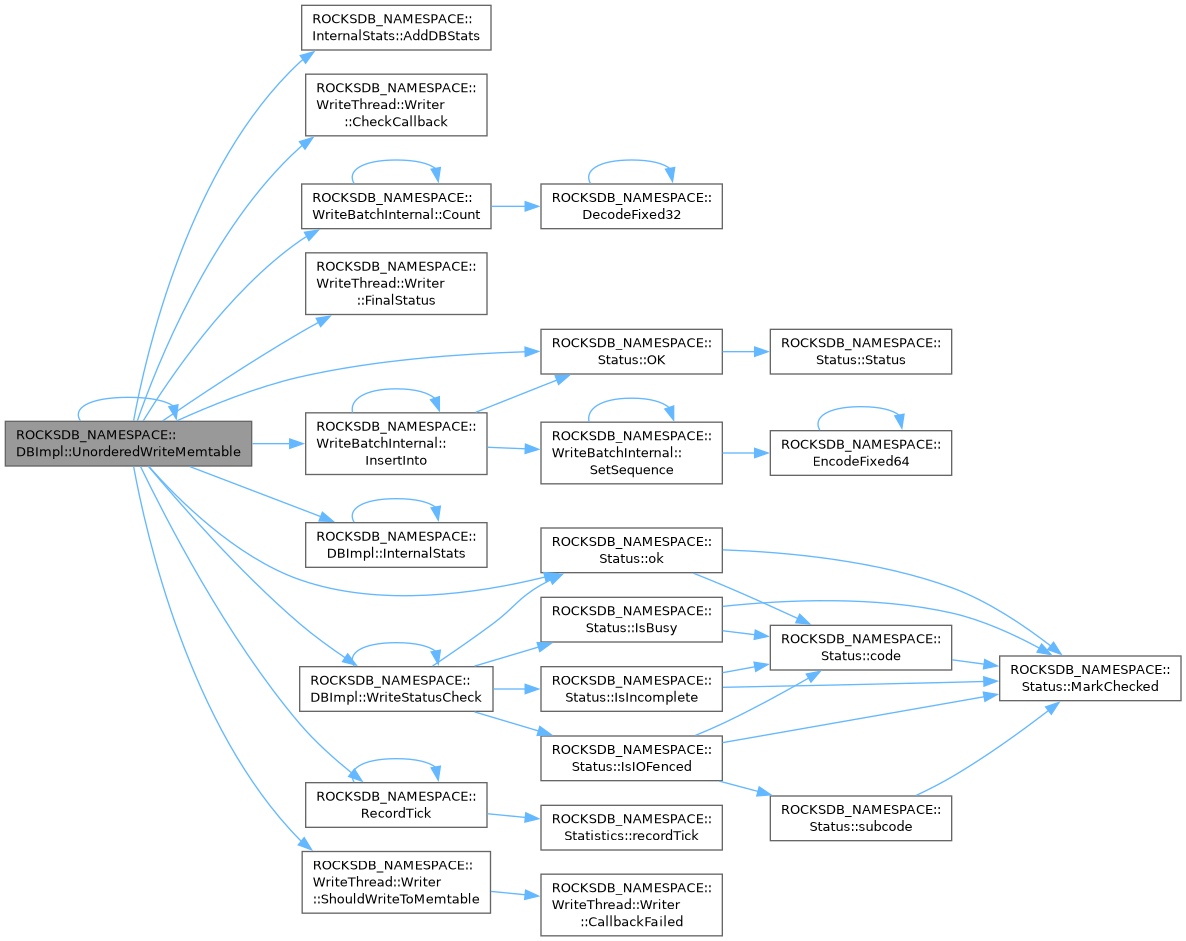 ROCKSDB_NAMESPACE::
DBImpl::UnorderedWriteMemtable
ROCKSDB_NAMESPACE::
InternalStats::AddDBStats
ROCKSDB_NAMESPACE::
WriteThread::Writer
::CheckCallback
ROCKSDB_NAMESPACE::
WriteBatchInternal::Count
ROCKSDB_NAMESPACE::
DecodeFixed32
ROCKSDB_NAMESPACE::
WriteThread::Writer
::FinalStatus
ROCKSDB_NAMESPACE::
Status::OK
ROCKSDB_NAMESPACE::
Status::Status
ROCKSDB_NAMESPACE::
WriteBatchInternal::
InsertInto
ROCKSDB_NAMESPACE::
WriteBatchInternal::
SetSequence
ROCKSDB_NAMESPACE::
EncodeFixed64
ROCKSDB_NAMESPACE::
DBImpl::InternalStats
ROCKSDB_NAMESPACE::
Status::ok
ROCKSDB_NAMESPACE::
Status::IsBusy
ROCKSDB_NAMESPACE::
Status::code
ROCKSDB_NAMESPACE::
Status::MarkChecked
ROCKSDB_NAMESPACE::
DBImpl::WriteStatusCheck
ROCKSDB_NAMESPACE::
Status::IsIncomplete
ROCKSDB_NAMESPACE::
Status::IsIOFenced
ROCKSDB_NAMESPACE::
Status::subcode
ROCKSDB_NAMESPACE::
RecordTick
ROCKSDB_NAMESPACE::
Statistics::recordTick
ROCKSDB_NAMESPACE::
WriteThread::Writer
::ShouldWriteToMemtable
ROCKSDB_NAMESPACE::
WriteThread::Writer
::CallbackFailed